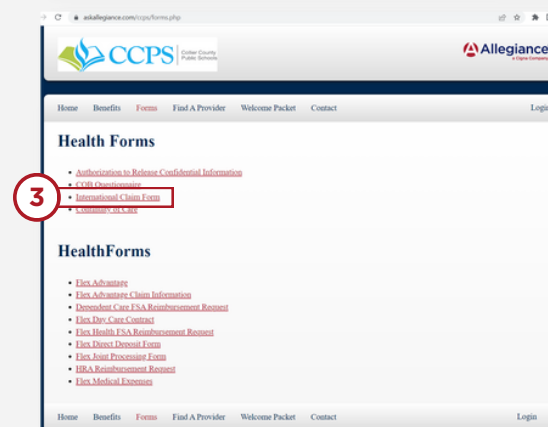 askallegiance.com/ccps/forms.php
CCPS Collier County
Public Schools
Allegiance
a Cigna Company
Home Benefits Forms Find A Provider Welcome Packet Contact Login
Health Forms
Authorization to Release Confidential Information
COB Questionnaire
3
International Claim Form
Continuity of Care
HealthForms
Flex Advantage
Flex Advantage Claim Information
Dependent Care FSA Reimbursement Request
Flex Day Care Contract
Flex Health FSA Reimbursement Request
Flex Direct Deposit Form
Flex Joint Processing Form
HRA Reimbursement Request
Flex Medical Expenses
Home Benefits Forms Find A Provider Welcome Packet Contact Login